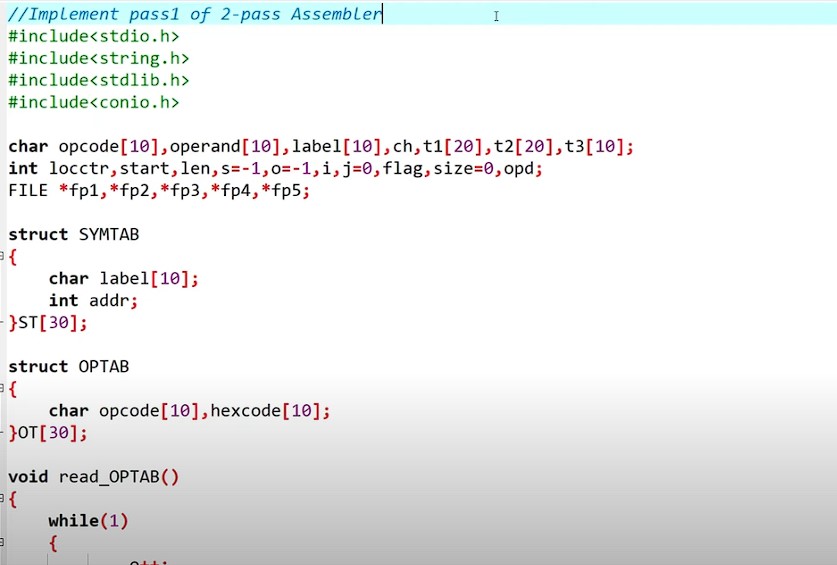 //Implement pass1 of 2-pass Assembler
#include<stdio.h>
#include<string.h>
#include<stdlib.h>
#include<conio.h>
char opcode[10],operand[10],label[10],ch,t1[20],t2[20],t3[10];
int locctr,start,len,s=-1,o=-1,i,j=0,flag,size=0,opd;
FILE *fp1,*fp2,*fp3,*fp4,*fp5;
struct SYMTAB
{
    char label[10];
    int addr;
}ST[30];
struct OPTAB
{
    char opcode[10],hexcode[10];
}OT[30];
void read_OPTAB()
{
    while(1)
    {